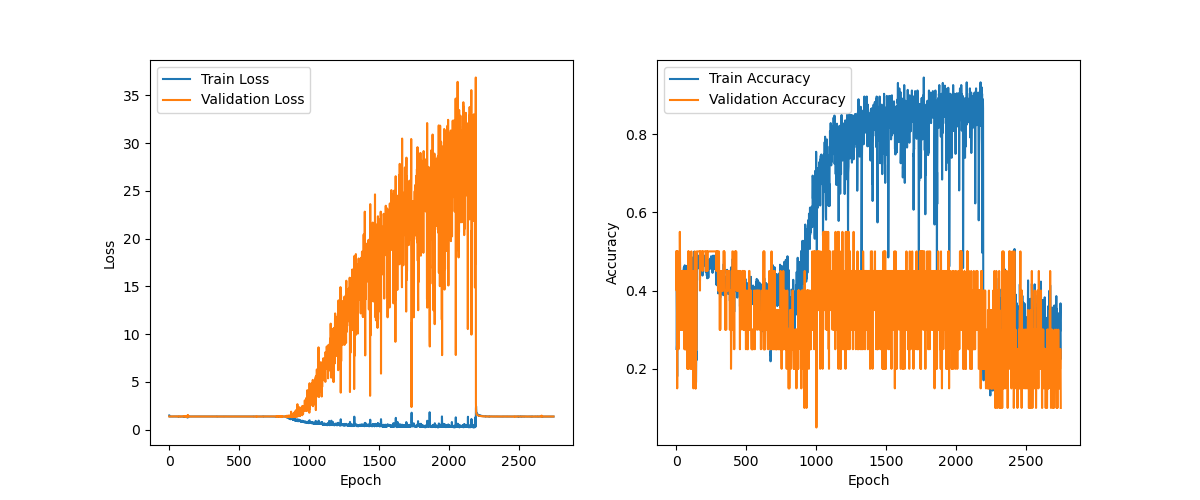 Train Loss
Validation Loss
35
30
25
20
15
10
5
0
Loss
0 500 1000 1500 2000 2500
Epoch
Train Accuracy
Validation Accuracy
0.8
0.6
0.4
0.2
Accuracy
0 500 1000 1500 2000 2500
Epoch